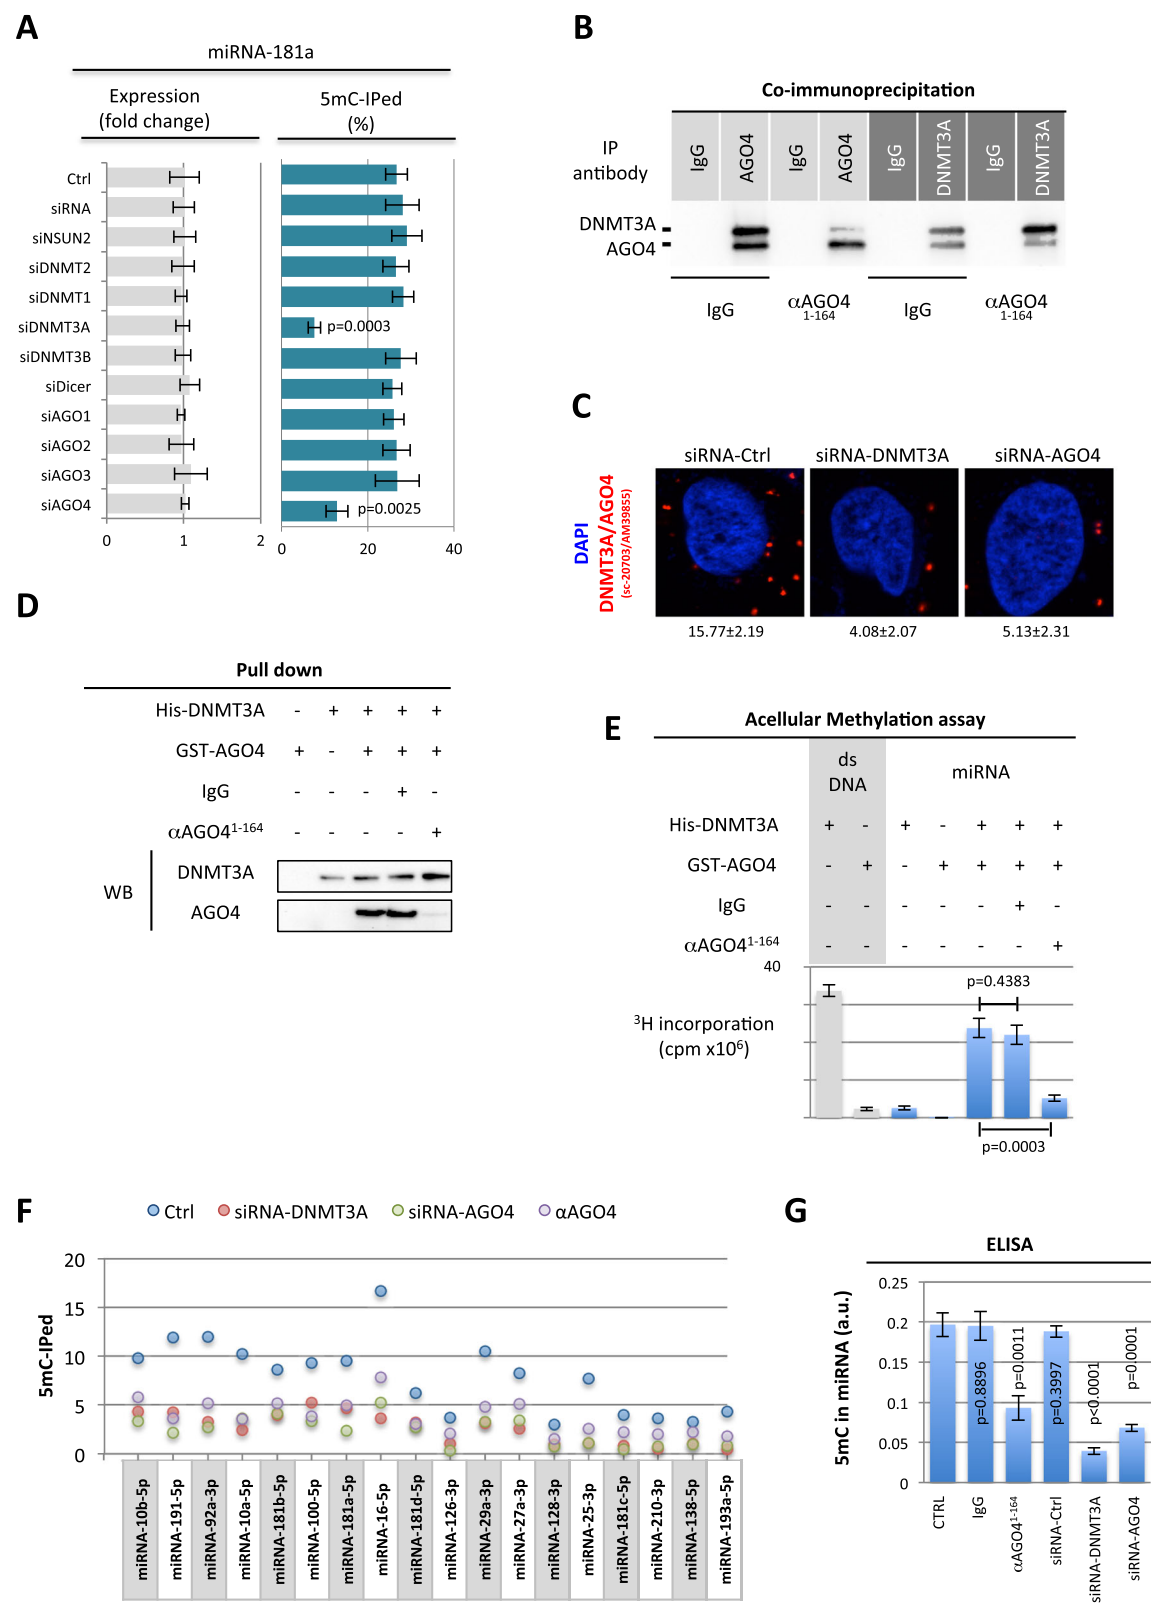 A
miRNA-181a
Expression
(fold change)
5mC-IPed
(%)
Ctrl
siRNA
siNSUN2
siDNMT2
siDNMT1
siDNMT3A
p=0.0003
siDNMT3B
siDicer
siAGO1
siAGO2
siAGO3
siAGO4
p=0.0025
0 1 2
0 20 40
B
Co-immunoprecipitation
IP
antibody
IgG AGO4 IgG AGO4 IgG DNMT3A IgG DNMT3A
DNMT3A
AGO4
IgG αAGO4 1-164 IgG αAGO4 1-164
C
siRNA-Ctrl siRNA-DNMT3A siRNA-AGO4
DAPI
DNMT3A/AGO4
(sc-20703/AM39855)
15.77±2.19 4.08±2.07 5.13±2.31
D
Pull down
His-DNMT3A - + + + +
GST-AGO4 + - + + +
IgG - - - + -
αAGO4 1-164 - - - - +
WB
DNMT3A
AGO4
E
Acellular Methylation assay
ds
DNA
miRNA
His-DNMT3A + - + - + + +
GST-AGO4 - + - + + + +
IgG - - - - - + -
αAGO4 1-164 - - - - - - +
40
p=0.4383
3H incorporation
(cpm x10 6)
p=0.0003
F
Ctrl siRNA-DNMT3A siRNA-AGO4 αAGO4
5mC-IPed
20
15
10
5
0
miRNA-10b-5p
miRNA-191-5p
miRNA-92a-3p
miRNA-10a-5p
miRNA-181b-5p
miRNA-100-5p
miRNA-181a-5p
miRNA-16-5p
miRNA-181d-5p
miRNA-126-3p
miRNA-29a-3p
miRNA-27a-3p
miRNA-128-3p
miRNA-25-3p
miRNA-181c-5p
miRNA-210-3p
miRNA-138-5p
miRNA-193a-5p
G
ELISA
5mC in miRNA (a.u.)
0.25
0.2
0.15
0.1
0.05
0
p=0.8896
p=0.0011
p=0.3997
p<0.0001
p=0.0001
CTRL
IgG
αAGO4 1-164
siRNA-Ctrl
siRNA-DNMT3A
siRNA-AGO4